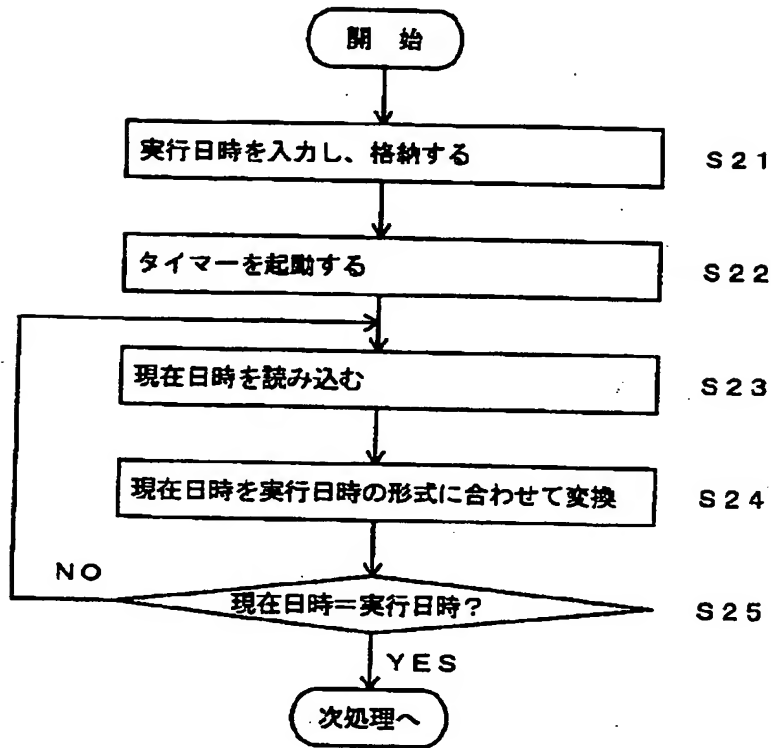 開 始
実行日時を入力し、格納する S21
タイマーを起動する S22
現在日時を読み込む S23
現在日時を実行日時の形式に合わせて変換 S24
NO
現在日時＝実行日時？ S25
YES
次処理へ